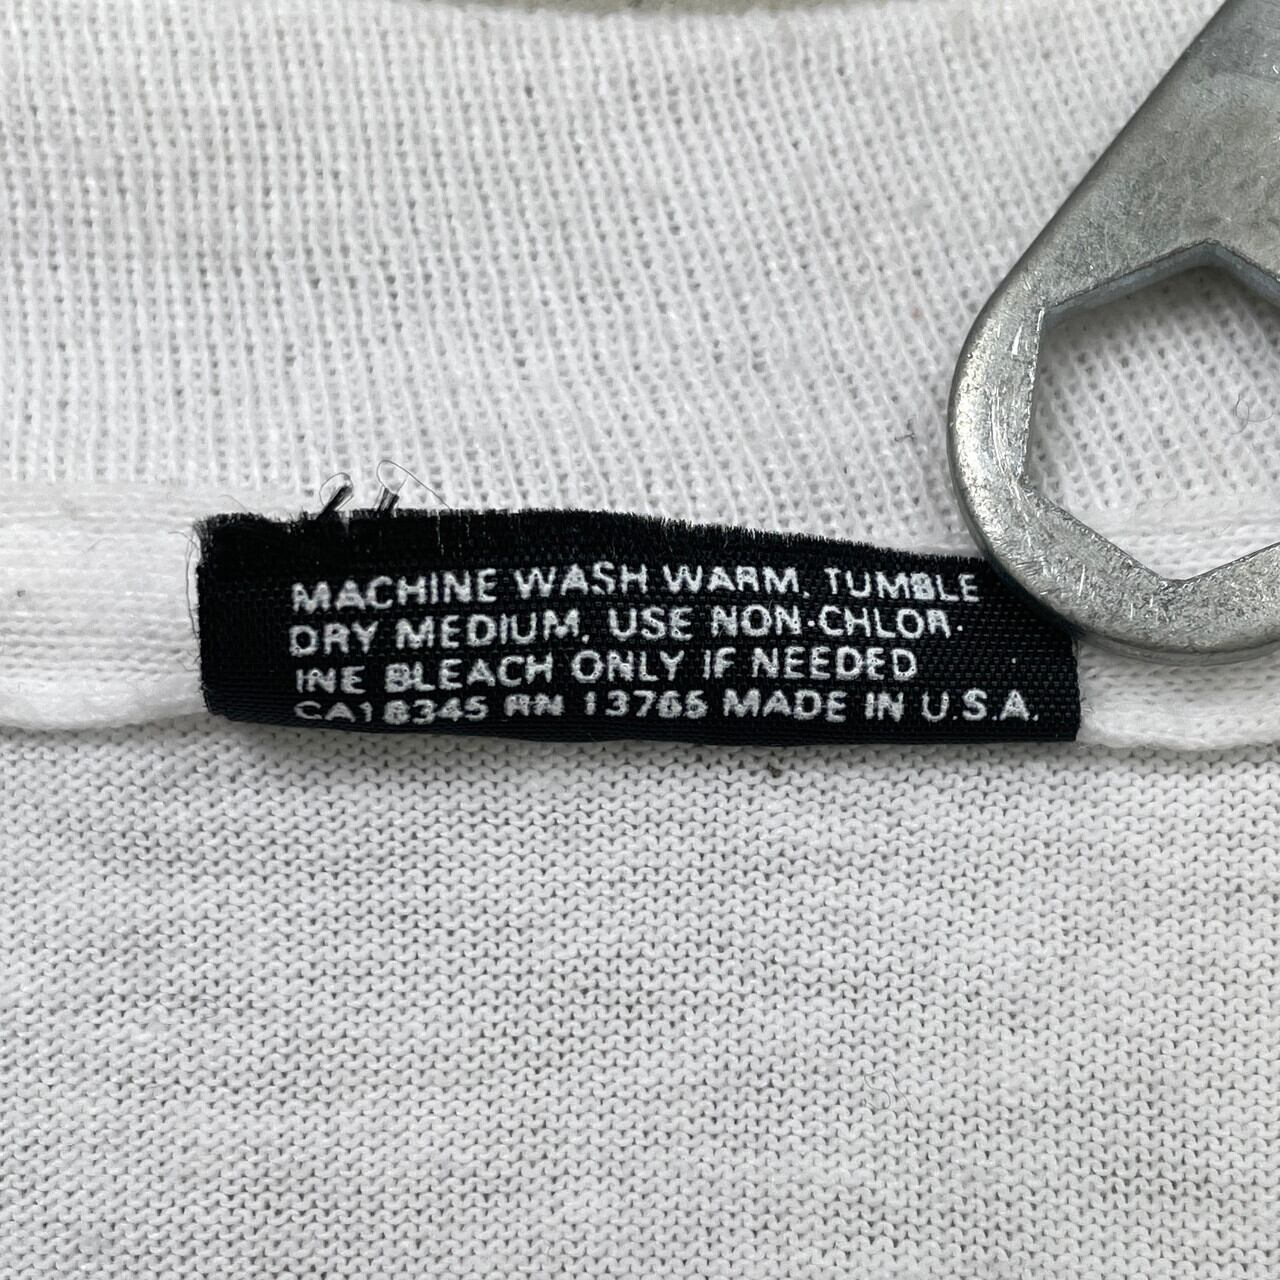 MACHINE WASH WARM, TUMBLE
DRY MEDIUM, USE NON-CHLOR-
INE BLEACH ONLY IF NEEDED
CA18345 RN 13765 MADE IN U.S.A.